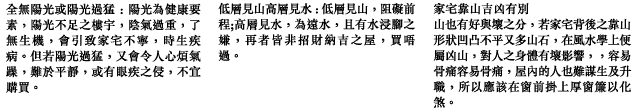 全無陽光或陽光過猛：陽光為健康要
素，陽光不足之樓宇，陰氣過重，了
無生機，會引致家宅不寧，時生疾
病。但若陽光過猛，又會令人心煩氣
躁，難於平靜，或有眼疾之侵，不宜
購買。
低層見山高層見水：低層見山，阻礙前
程;高層見水，為遠水，且有水浸腳之
嫌，再者皆非招財納吉之屋，買唔
過。
家宅靠山吉凶有別
山也有好與壞之分，若家宅背後之靠山
形狀凹凸不平又多山石，在風水學上便
屬凶山，對人之身體有壞影響，，容易
骨痛容易骨痛，屋內的人也難謀生及升
職，所以應該在窗前掛上厚窗簾以化
煞。